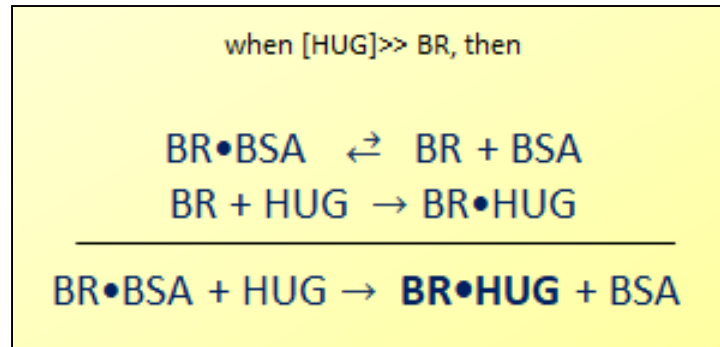 when [HUG]>> BR, then
BR•BSA ⇄ BR + BSA
BR + HUG → BR•HUG
BR•BSA + HUG → BR•HUG + BSA